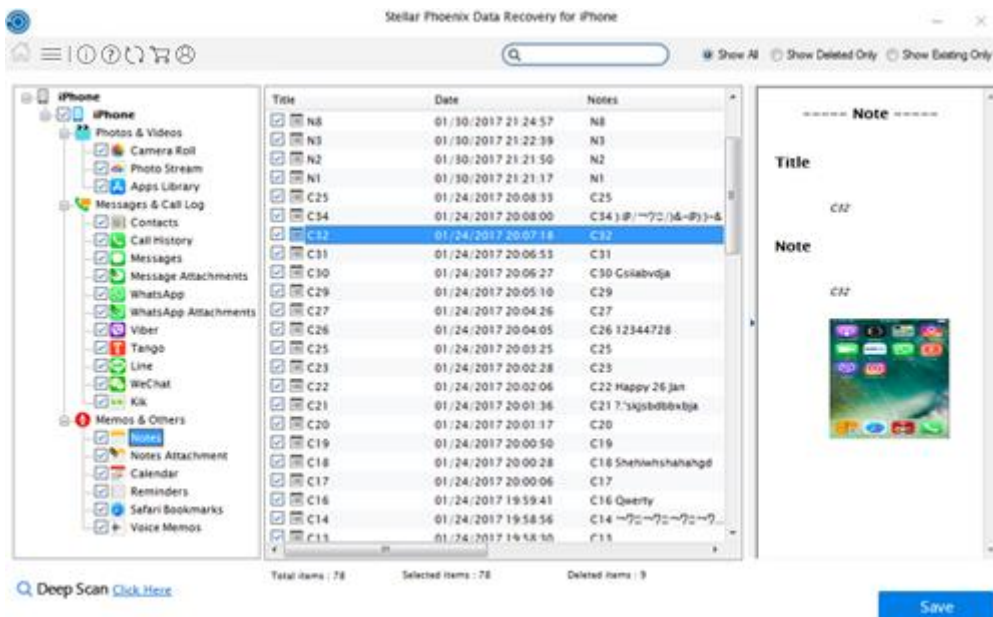 Stellar Phoenix Data Recovery for iPhone
Show All Show Deleted Only Show Existing Only
iPhone
iPhone
Photos & Videos
Camera Roll
Photo Stream
Apps Library
Messages & Call Log
Contacts
Call History
Messages
Message Attachments
WhatsApp
WhatsApp Attachments
Viber
Tango
Line
WeChat
Kik
Memos & Others
Notes
Notes Attachment
Calendar
Reminders
Safari Bookmarks
Voice Memos
Title Date Notes
N8 01/30/2017 21:24:57 N8
N3 01/30/2017 21:22:39 N3
N2 01/30/2017 21:21:50 N2
N1 01/30/2017 21:21:17 N1
C25 01/24/2017 20:08:33 C25
C34 01/24/2017 20:08:00 C34
C32 01/24/2017 20:07:18 C32
C31 01/24/2017 20:06:53 C31
C30 01/24/2017 20:06:27 C30 Gsilabvdja
C29 01/24/2017 20:05:10 C29
C27 01/24/2017 20:04:26 C27
C26 01/24/2017 20:04:05 C26 12344728
C25 01/24/2017 20:03:25 C25
C23 01/24/2017 20:02:28 C23
C22 01/24/2017 20:02:06 C22 Happy 26 Jan
C21 01/24/2017 20:01:36 C21
C20 01/24/2017 20:01:17 C20
C19 01/24/2017 20:00:50 C19
C18 01/24/2017 20:00:28 C18 Shehiwnshahahgd
C17 01/24/2017 20:00:06 C17
C16 01/24/2017 19:59:41 C16 Qwerty
C14 01/24/2017 19:58:56 C14
C13 01/24/2017 19:58:30 C13
Total items : 78 Selected items : 78 Deleted items : 9
----- Note -----
Title
C32
Note
C32
Deep Scan Click Here
Save